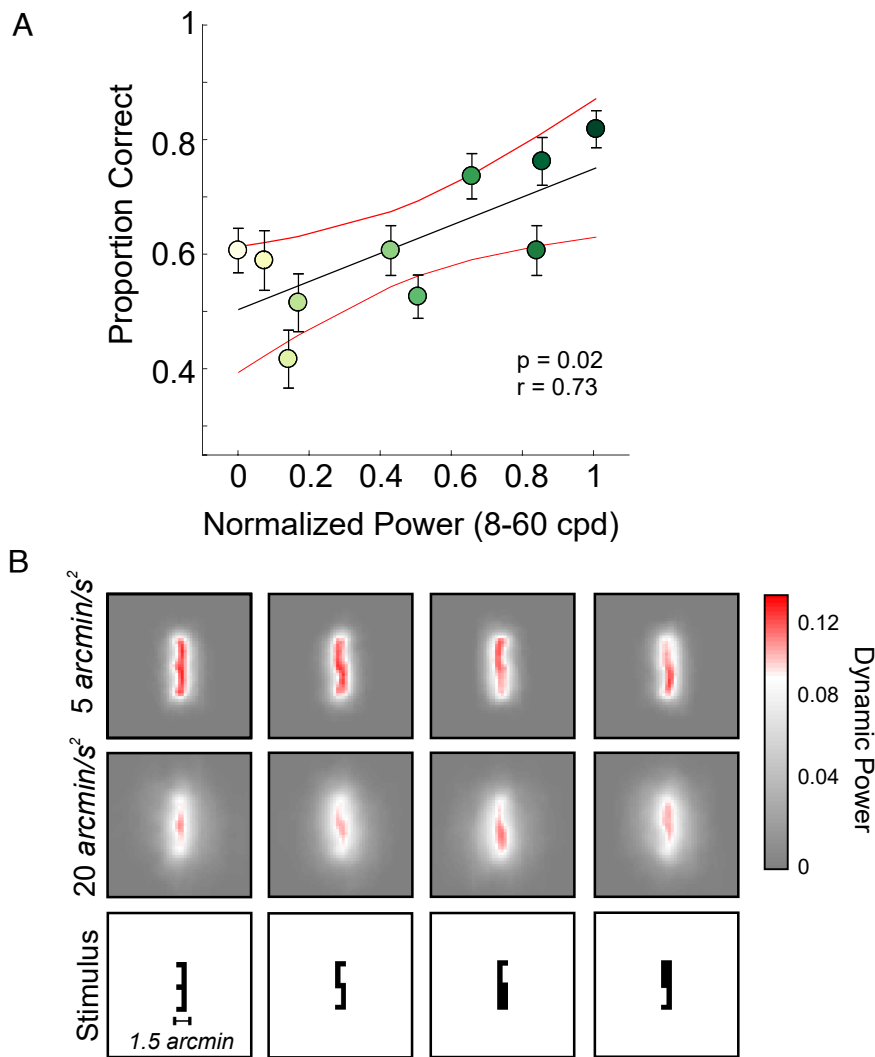 A
Proportion Correct
1
0.8
0.6
0.4
p = 0.02
r = 0.73
0 0.2 0.4 0.6 0.8 1
Normalized Power (8-60 cpd)
B
5 arcmin/s²
20 arcmin/s²
Stimulus
1.5 arcmin
0.12
0.08
0.04
0
Dynamic Power